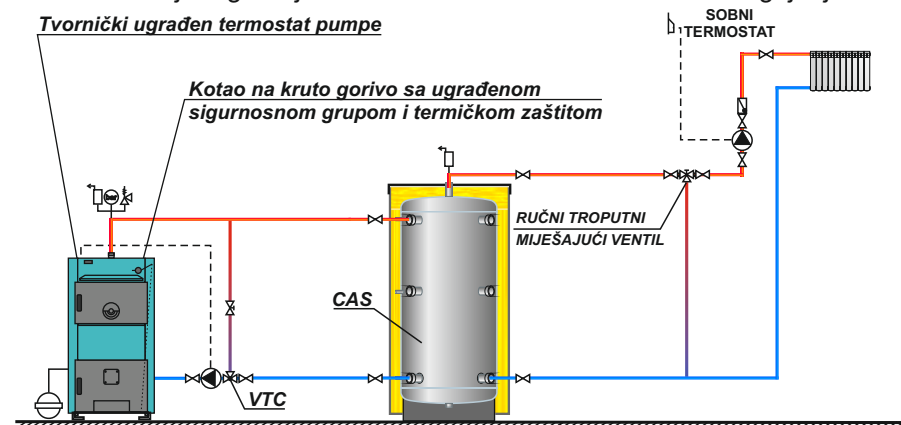 Tvornički ugrađen termostat pumpe
SOBNI
TERMOSTAT
Kotao na kruto gorivo sa ugrađenom
sigurnosnom grupom i termičkom zaštitom
bar
RUČNI TROPUTNI
MIJEŠAJUĆI VENTIL
CAS
VTC